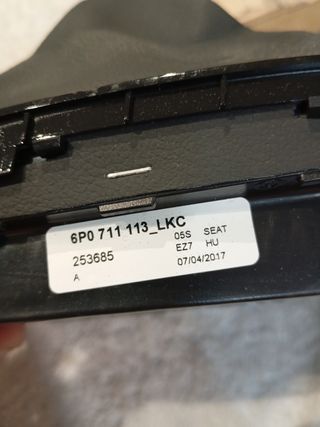 6P0 711 113_LKC
05S SEAT
253685 EZ7 HU
A 07/04/2017